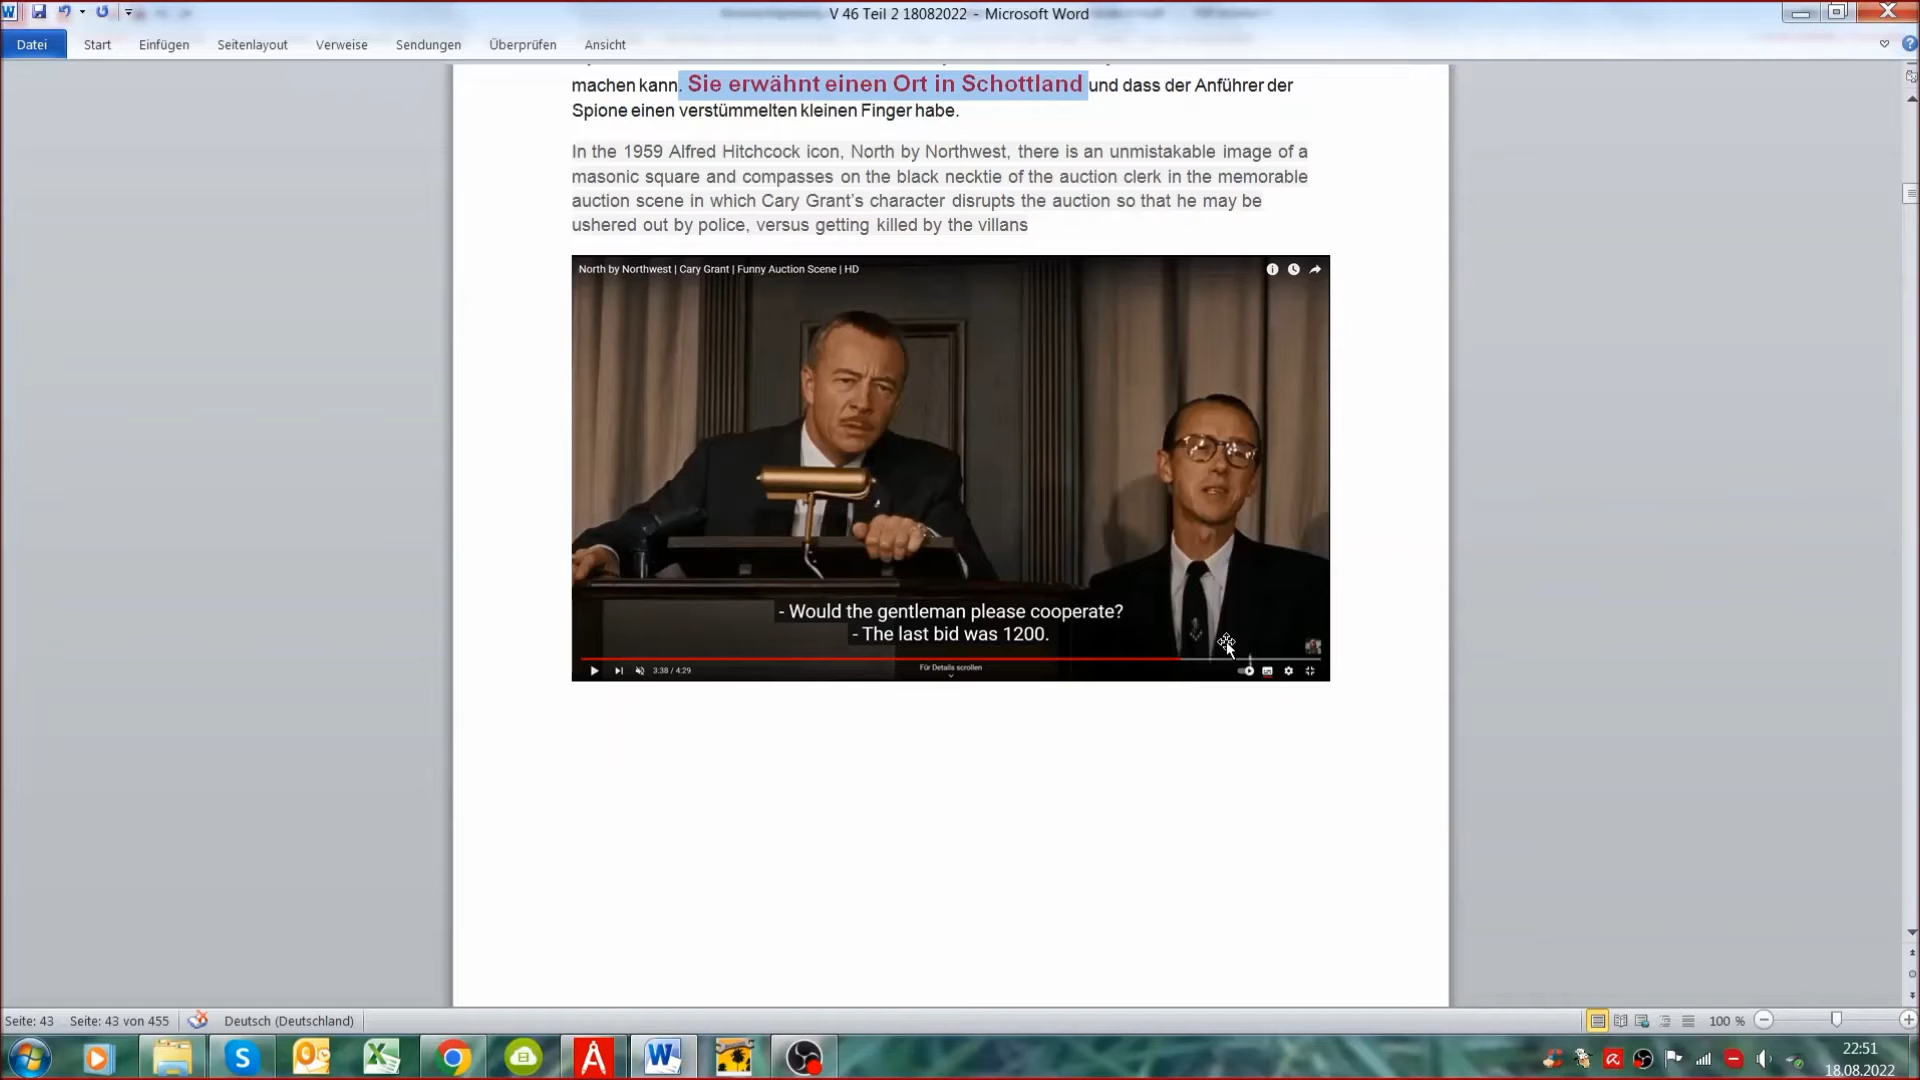 V 46 Teil 2 18082022 - Microsoft Word
Datei Start Einfügen Seitenlayout Verweise Sendungen Überprüfen Ansicht
machen kann. Sie erwähnt einen Ort in Schottland und dass der Anführer der
Spione einen verstümmelten kleinen Finger habe.
In the 1959 Alfred Hitchcock icon, North by Northwest, there is an unmistakable image of a
masonic square and compasses on the black necktie of the auction clerk in the memorable
auction scene in which Cary Grant's character disrupts the auction so that he may be
ushered out by police, versus getting killed by the villans
North by Northwest | Cary Grant | Funny Auction Scene | HD
- Would the gentleman please cooperate?
- The last bid was 1200.
3:38 / 4:29
Für Details scrollen
Seite: 43 Seite: 43 von 455 Deutsch (Deutschland) 100 %
22:51
18.08.2022